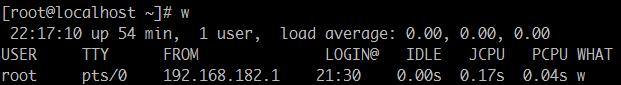 [root@localhost ~]# w
 22:17:10 up 54 min,  1 user,  load average: 0.00, 0.00, 0.00
USER     TTY      FROM              LOGIN@   IDLE   JCPU   PCPU WHAT
root     pts/0    192.168.182.1    21:30    0.00s  0.17s  0.04s w